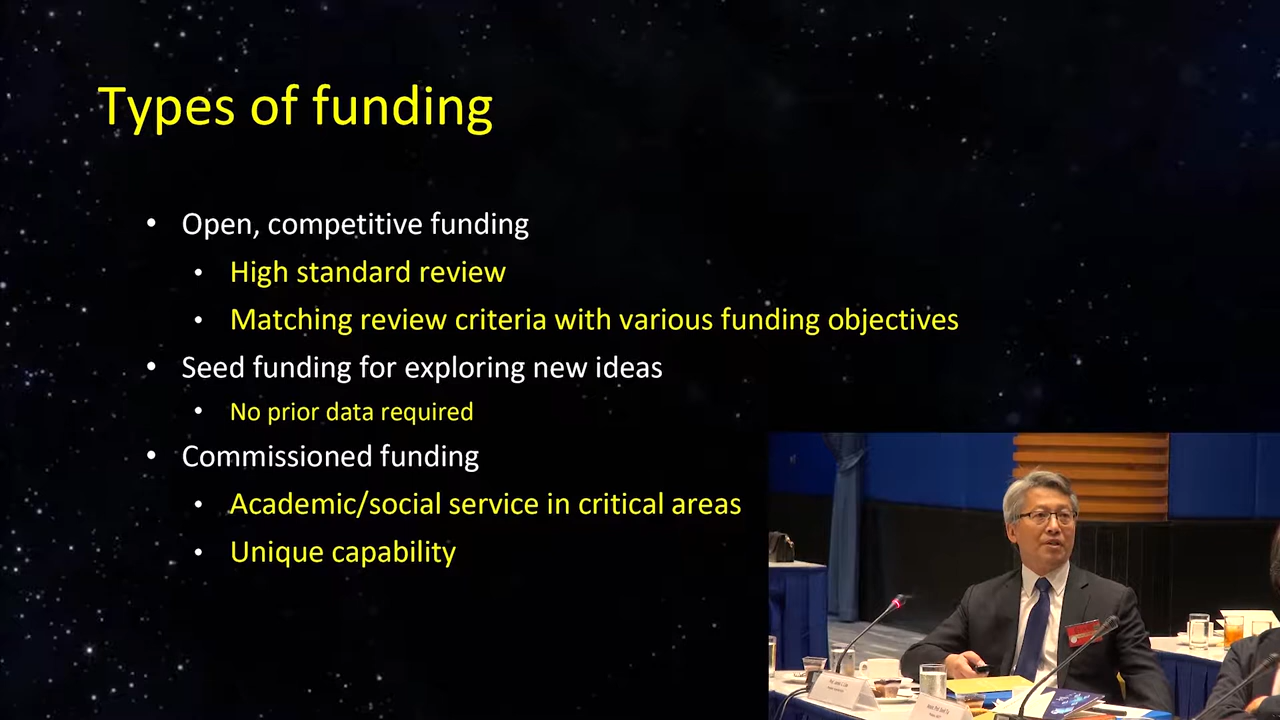 Types of funding
• Open, competitive funding
• High standard review
• Matching review criteria with various funding objectives
• Seed funding for exploring new ideas
• No prior data required
• Commissioned funding
• Academic/social service in critical areas
• Unique capability